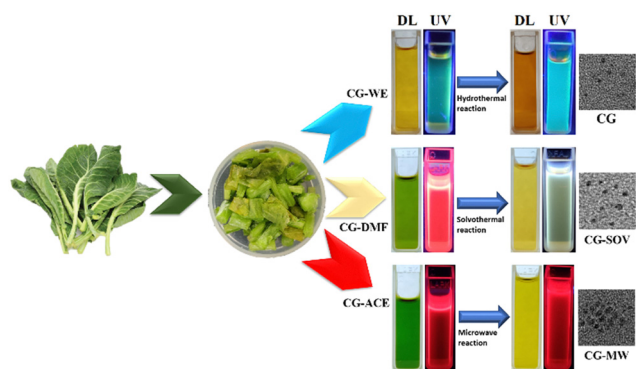 DL UV DL UV
CG-WE
Hydrothermal
reaction
CG
CG-DMF
Solvothermal
reaction
CG-SOV
CG-ACE
Microwave
reaction
CG-MW